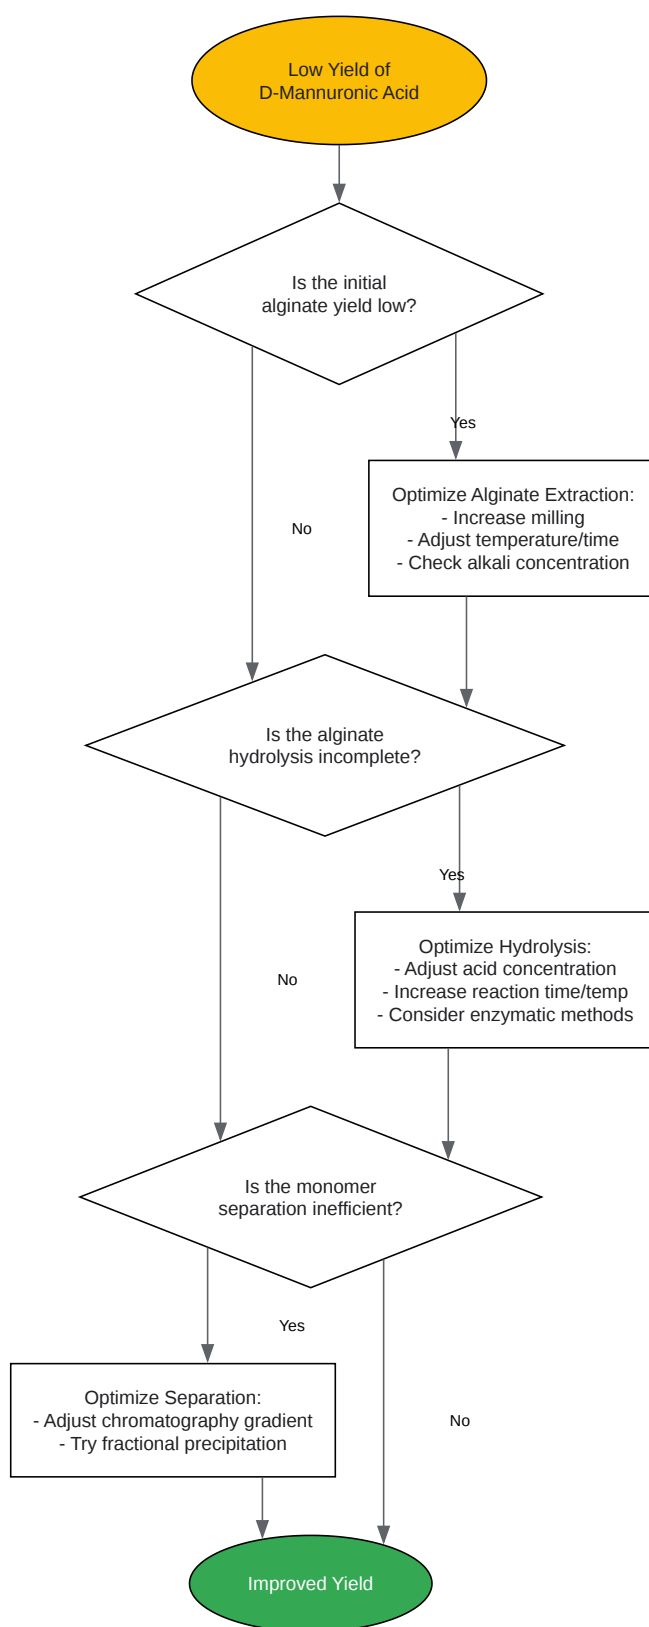 Low Yield of
D-Mannuronic Acid
Is the initial
alginate yield low?
Yes
Optimize Alginate Extraction:
- Increase milling
- Adjust temperature/time
- Check alkali concentration
No
Is the alginate
hydrolysis incomplete?
Yes
Optimize Hydrolysis:
- Adjust acid concentration
- Increase reaction time/temp
- Consider enzymatic methods
No
Is the monomer
separation inefficient?
Yes
Optimize Separation:
- Adjust chromatography gradient
- Try fractional precipitation
No
Improved Yield